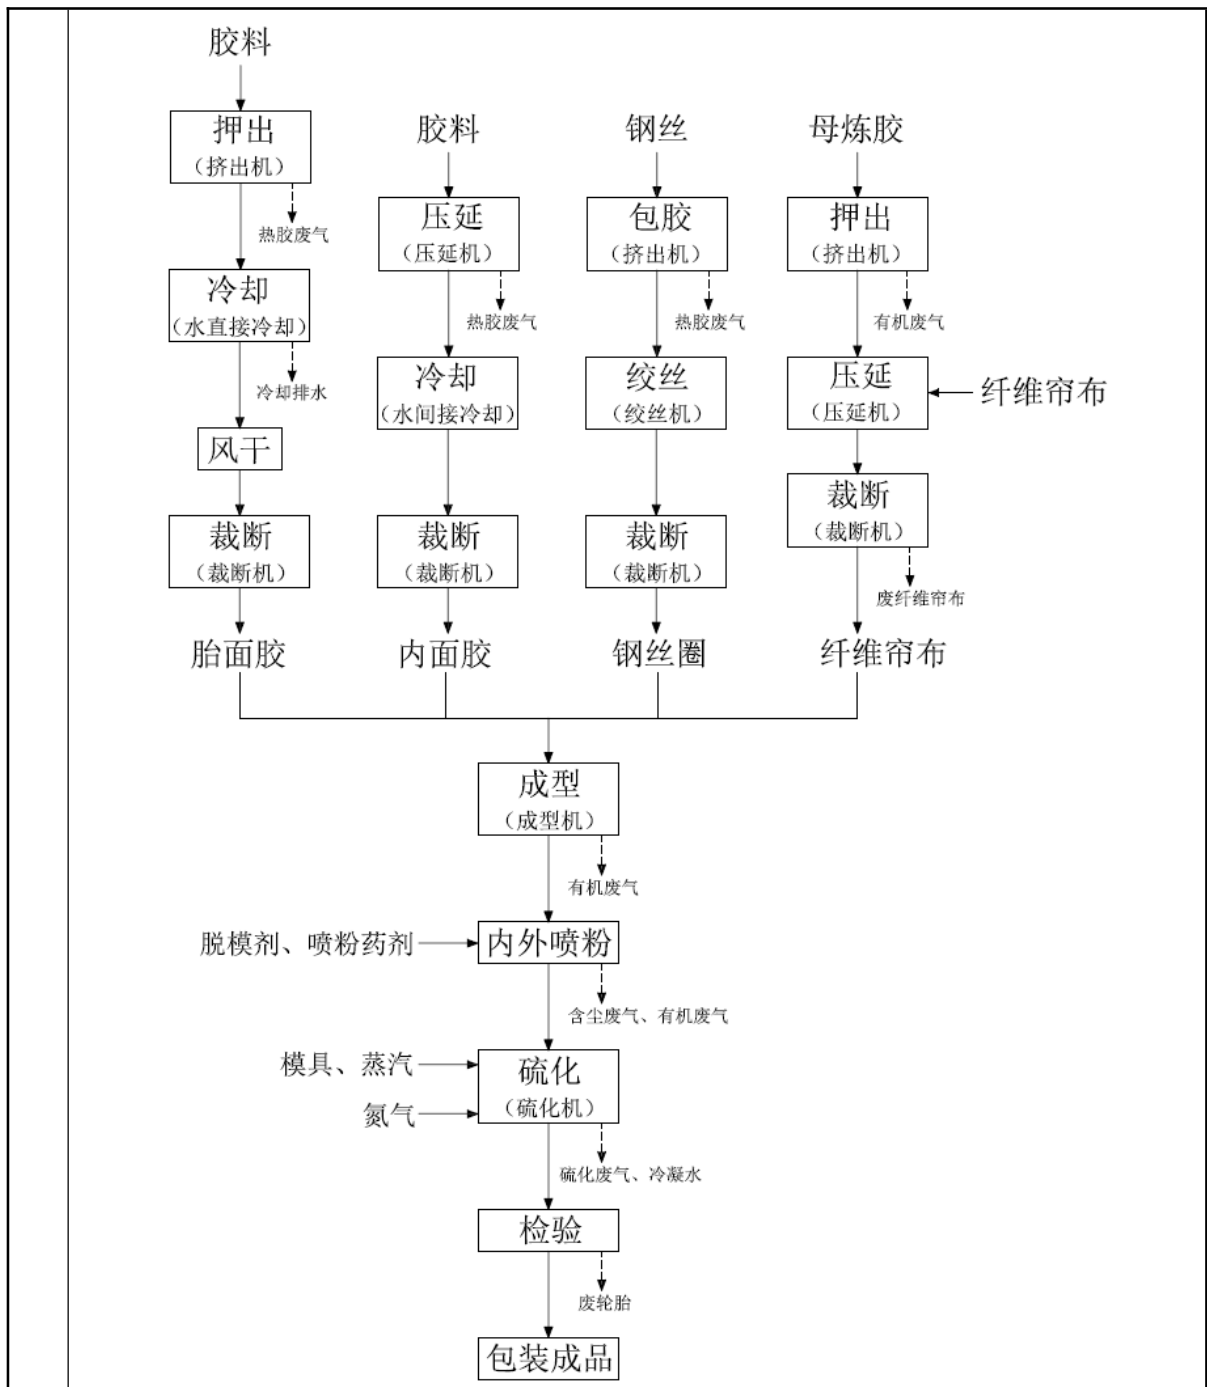 胶料
押出
（挤出机）
热胶废气
冷却
（水直接冷却）
冷却排水
风干
裁断
（裁断机）
胎面胶
胶料
压延
（压延机）
热胶废气
冷却
（水间接冷却）
裁断
（裁断机）
内面胶
钢丝
包胶
（挤出机）
热胶废气
绞丝
（绞丝机）
裁断
（裁断机）
钢丝圈
母炼胶
押出
（挤出机）
有机废气
压延
（压延机）
纤维帘布
裁断
（裁断机）
废纤维帘布
纤维帘布
成型
（成型机）
有机废气
脱模剂、喷粉药剂
内外喷粉
含尘废气、有机废气
模具、蒸汽
氮气
硫化
（硫化机）
硫化废气、冷凝水
检验
废轮胎
包装成品